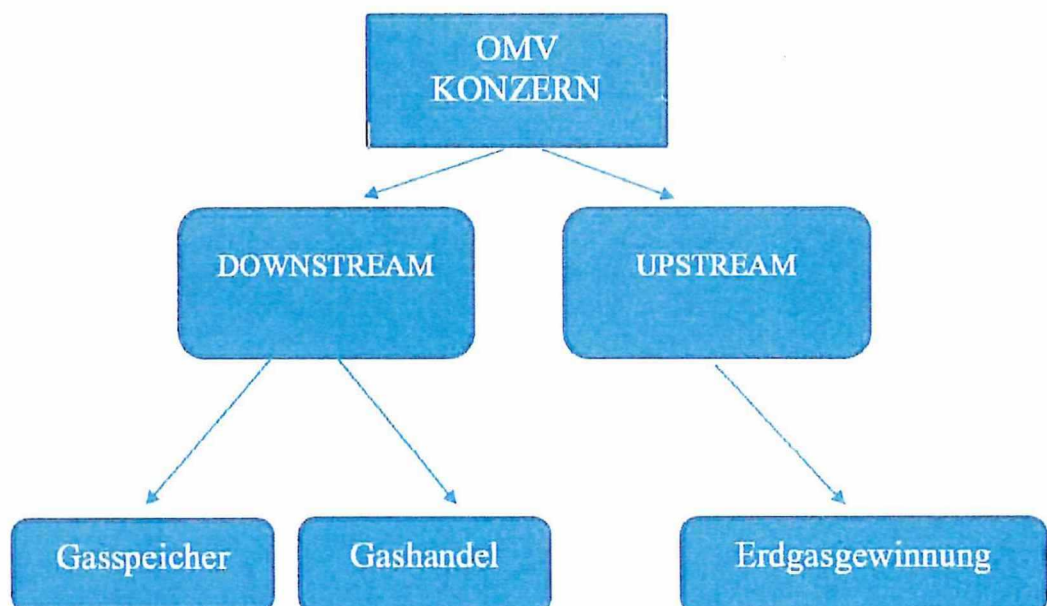 OMV
KONZERN
DOWNSTREAM
UPSTREAM
Gasspeicher
Gashandel
Erdgasgewinnung